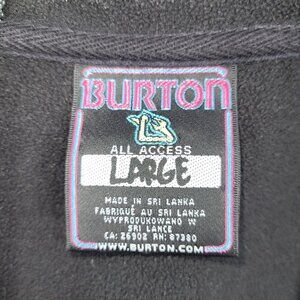 BURTON
ALL ACCESS
LARGE
MADE IN SRI LANKA
FABRIQUÉ AU SRI LANKA
WYPRODUKOWANO W
SRI LANCE
CA: 26902 RN: 87380
WWW.BURTON.COM